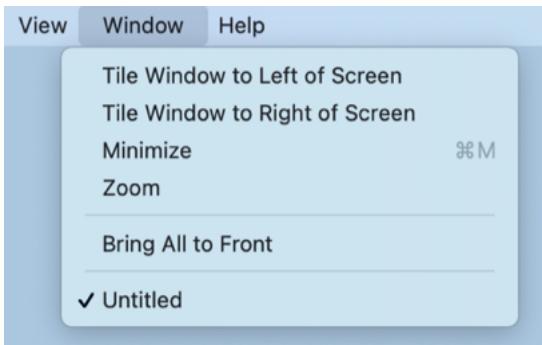 View Window Help
Tile Window to Left of Screen
Tile Window to Right of Screen
Minimize ⌘M
Zoom
Bring All to Front
✓ Untitled